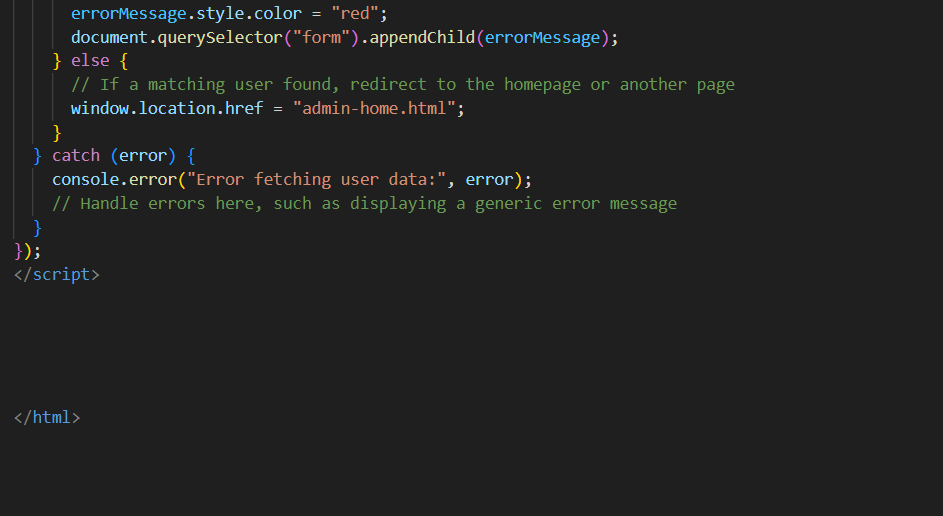 errorMessage.style.color = "red";
document.querySelector("form").appendChild(errorMessage);
} else {
// If a matching user found, redirect to the homepage or another page
window.location.href = "admin-home.html";
}
} catch (error) {
console.error("Error fetching user data:", error);
// Handle errors here, such as displaying a generic error message
}
});
</script>
</html>